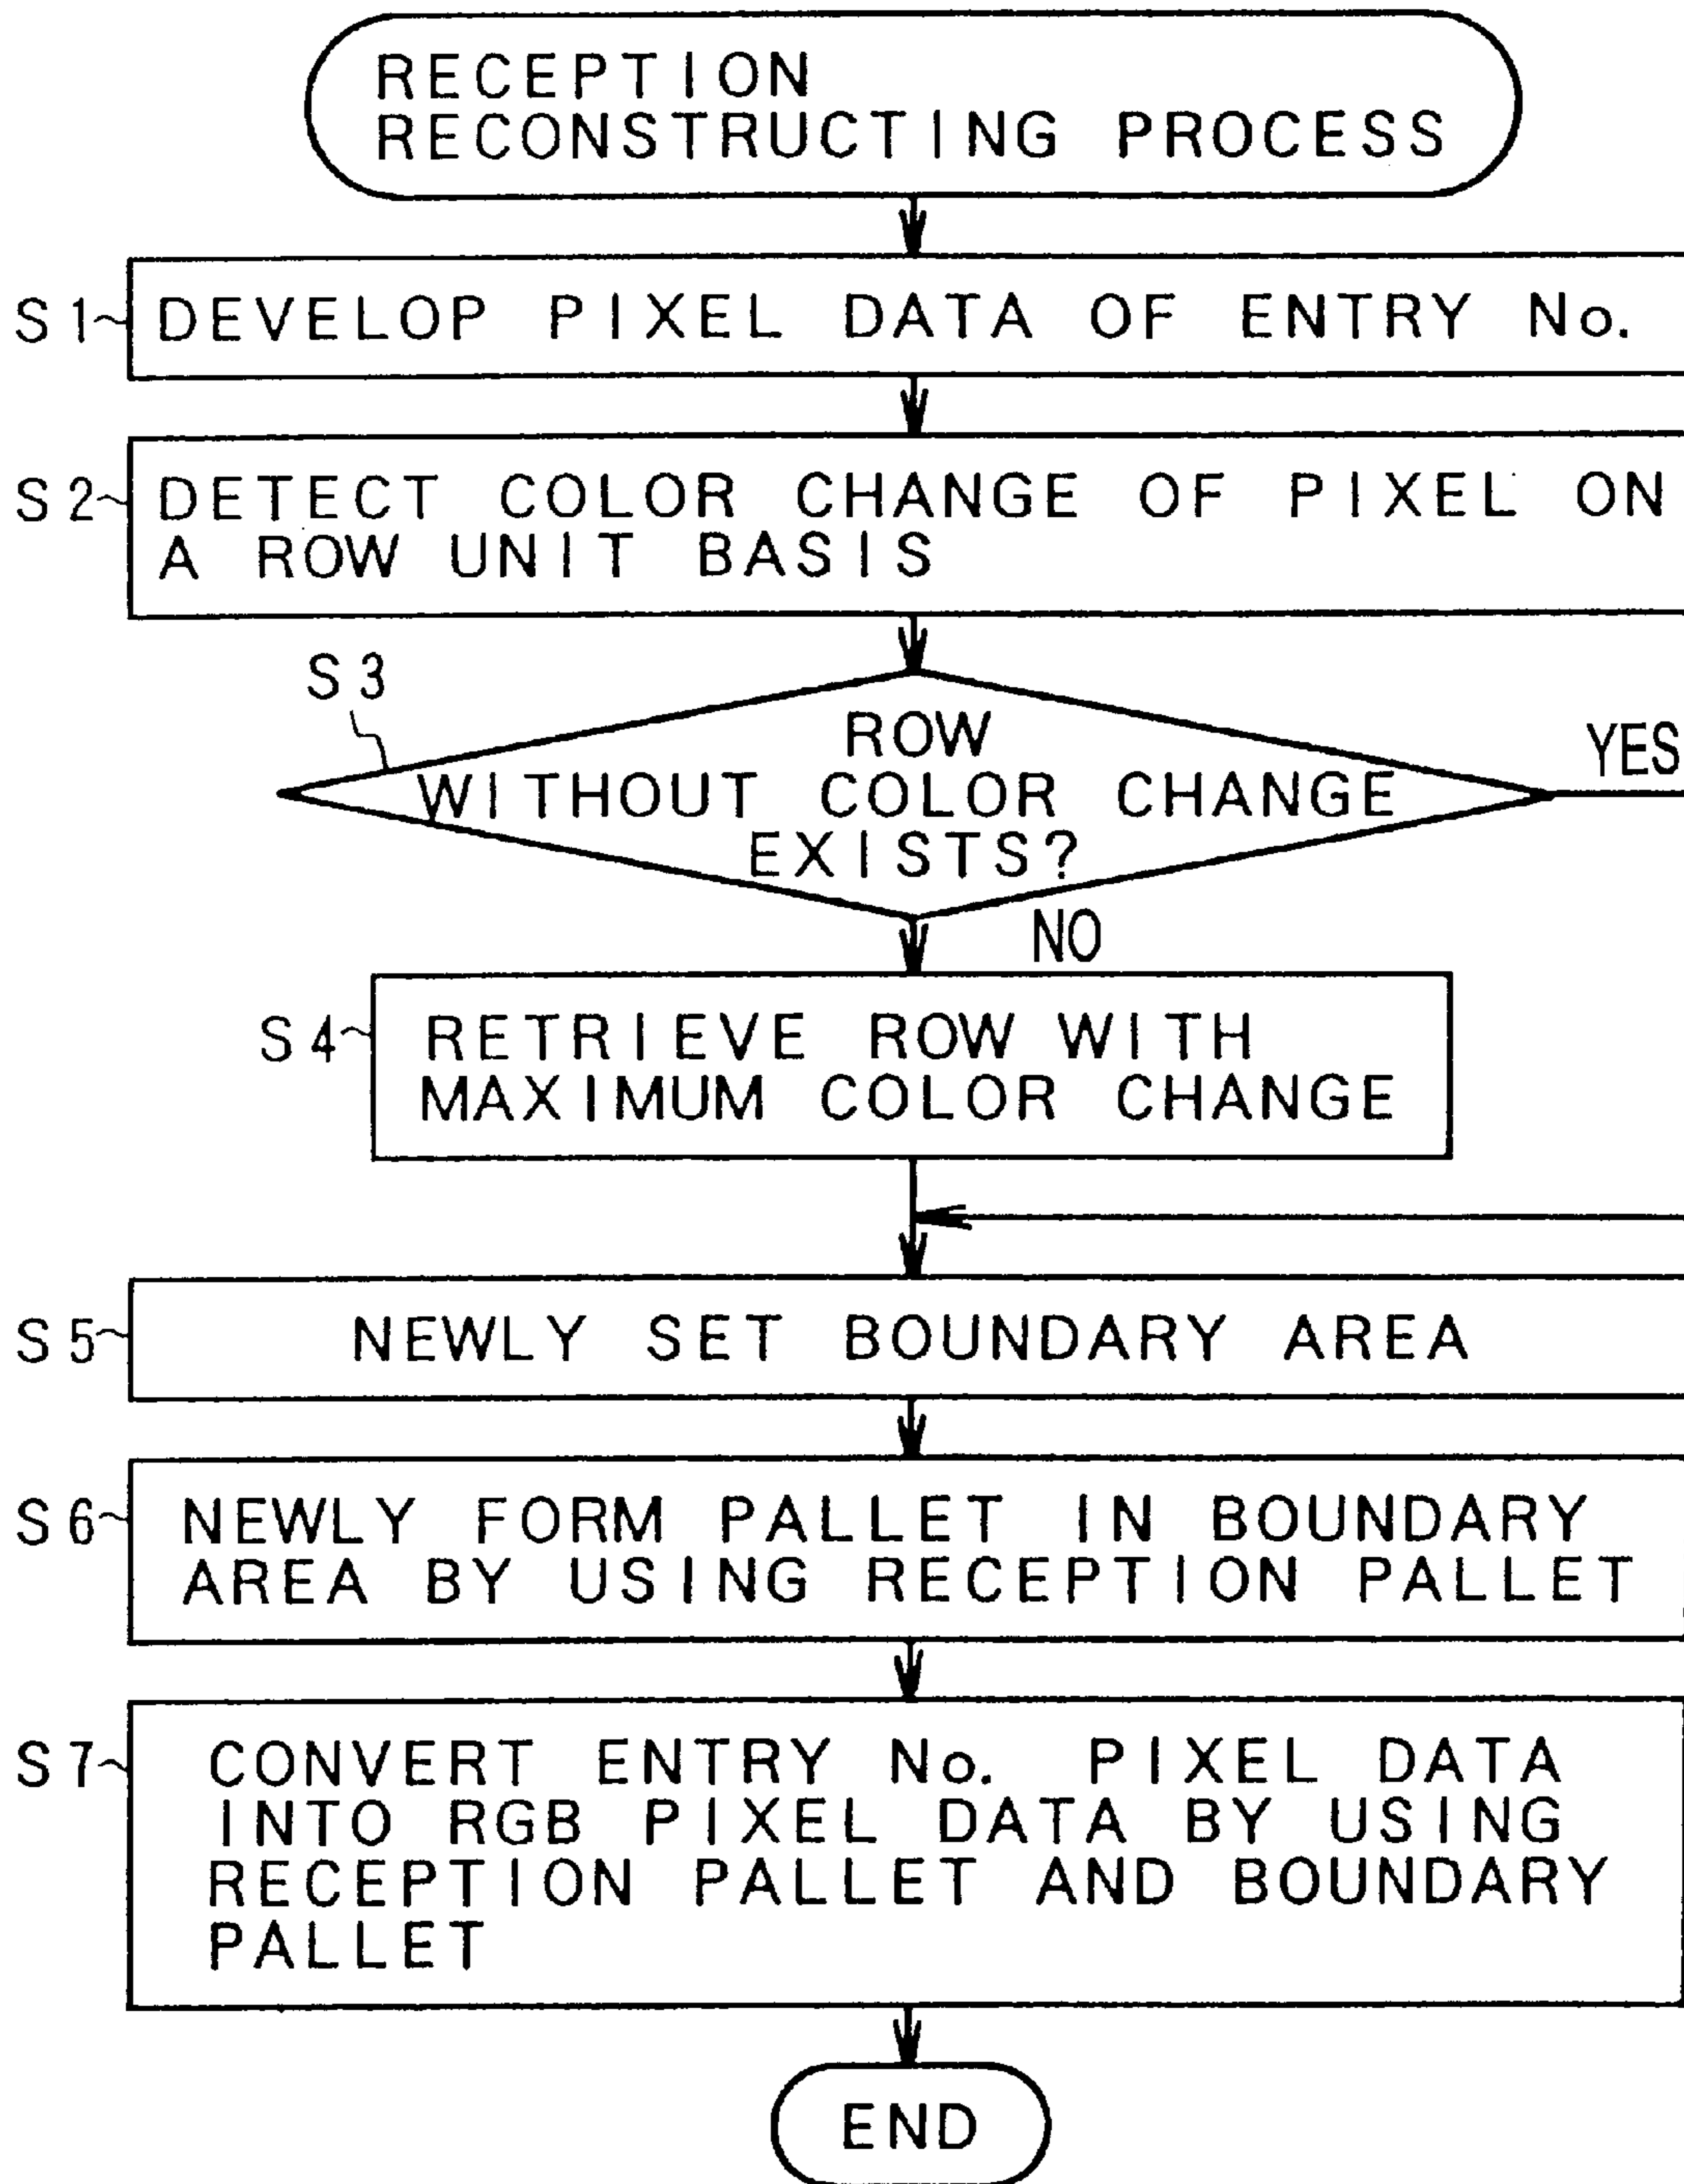 RECEPTION
RECONSTRUCTING PROCESS
S1
DEVELOP PIXEL DATA OF ENTRY No.
S2
DETECT COLOR CHANGE OF PIXEL ON
A ROW UNIT BASIS
S3
ROW
WITHOUT COLOR CHANGE
EXISTS?
YES
NO
S4
RETRIEVE ROW WITH
MAXIMUM COLOR CHANGE
S5
NEWLY SET BOUNDARY AREA
S6
NEWLY FORM PALLET IN BOUNDARY
AREA BY USING RECEPTION PALLET
S7
CONVERT ENTRY No. PIXEL DATA
INTO RGB PIXEL DATA BY USING
RECEPTION PALLET AND BOUNDARY
PALLET
END